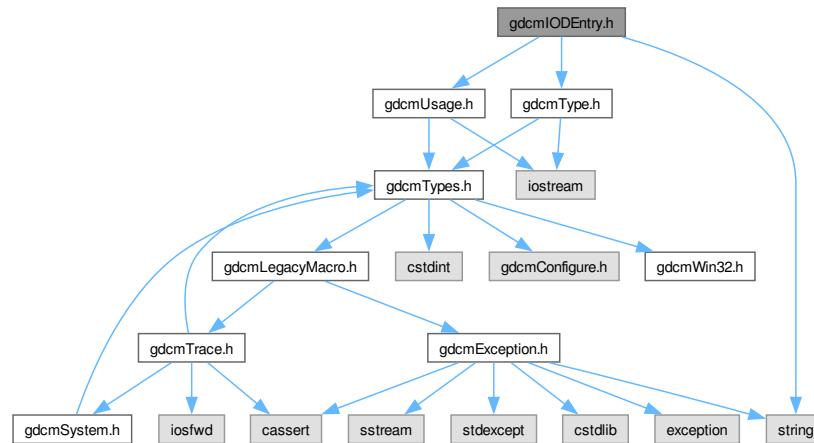 gdcmIODEntry.h
gdcmUsage.h
gdcmType.h
gdcmTypes.h
iostream
gdcmLegacyMacro.h
cstdint
gdcmConfigure.h
gdcmWin32.h
gdcmTrace.h
gdcmException.h
gdcmSystem.h
iosfwd
cassert
sstream
stdexcept
cstdlib
exception
string